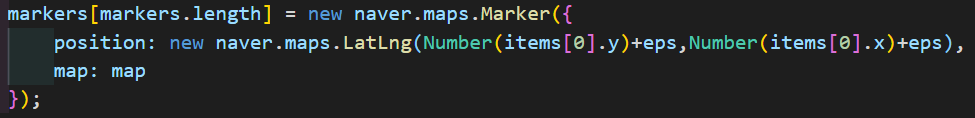 markers[markers.length] = new naver.maps.Marker({
    position: new naver.maps.LatLng(Number(items[0].y)+eps,Number(items[0].x)+eps),
    map: map
});